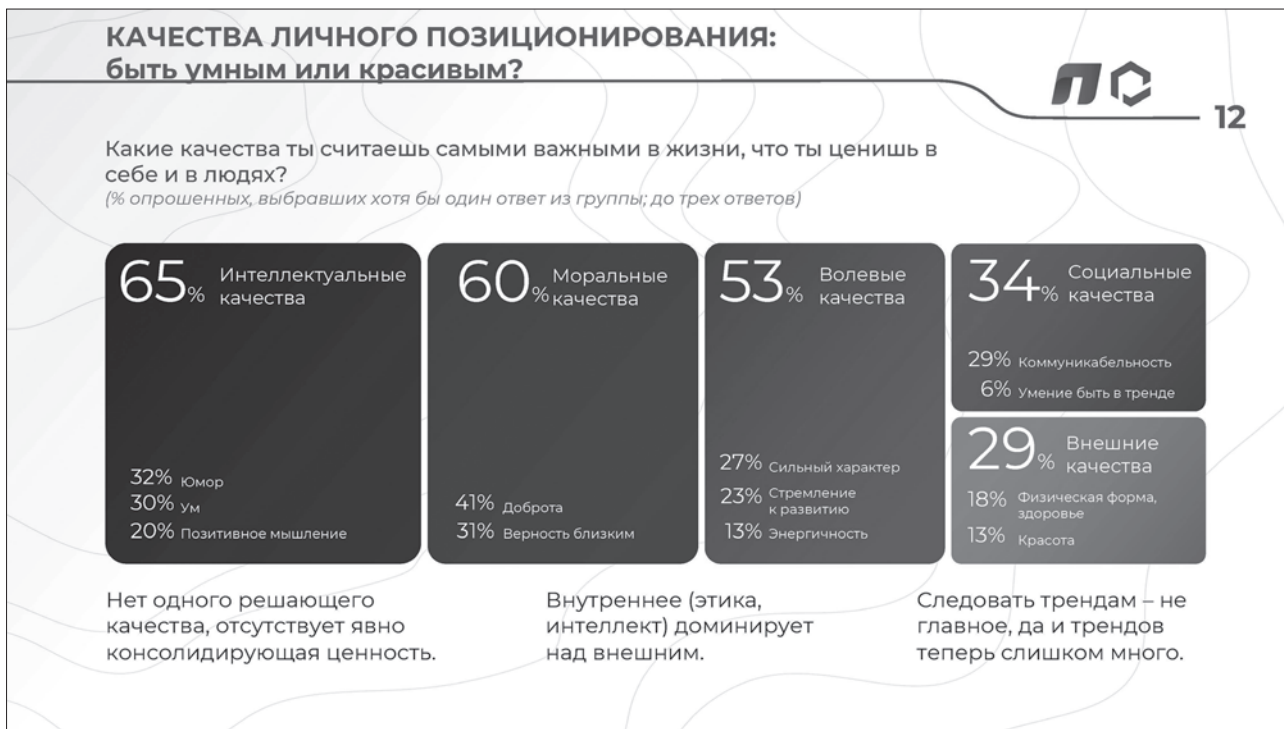 КАЧЕСТВА ЛИЧНОГО ПОЗИЦИОНИРОВАНИЯ:
быть умным или красивым?
12
Какие качества ты считаешь самыми важными в жизни, что ты ценишь в
себе и в людях?
(% опрошенных, выбравших хотя бы один ответ из группы; до трех ответов)
65% Интеллектуальные
качества
32% Юмор
30% Ум
20% Позитивное мышление
60% Моральные
качества
41% Доброта
31% Верность близким
53% Волевые
качества
27% Сильный характер
23% Стремление
к развитию
13% Энергичность
34% Социальные
качества
29% Коммуникабельность
6% Умение быть в тренде
29% Внешние
качества
18% Физическая форма,
здоровье
13% Красота
Нет одного решающего
качества, отсутствует явно
консолидирующая ценность.
Внутреннее (этика,
интеллект) доминирует
над внешним.
Следовать трендам – не
главное, да и трендов
теперь слишком много.